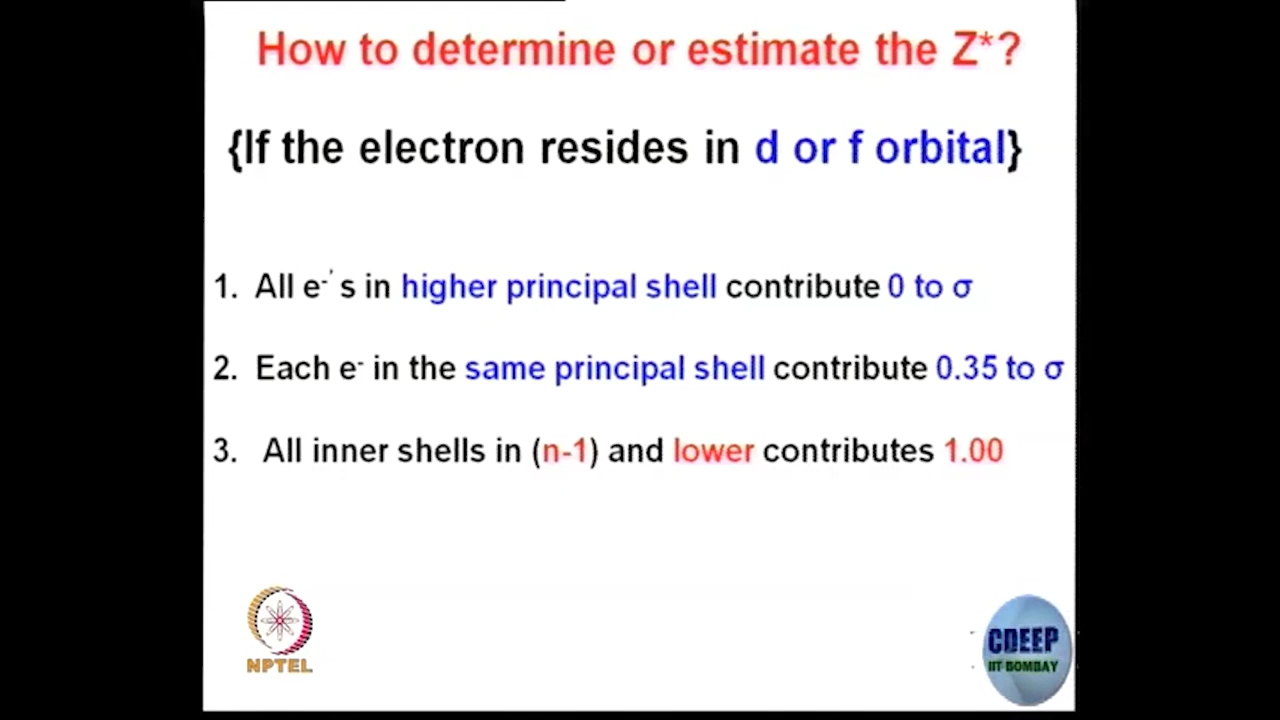 How to determine or estimate the Z*?
{If the electron resides in d or f orbital}
1. All e-'s in higher principal shell contribute 0 to σ
2. Each e- in the same principal shell contribute 0.35 to σ
3. All inner shells in (n-1) and lower contributes 1.00
NPTEL
CDEEP
IIT BOMBAY